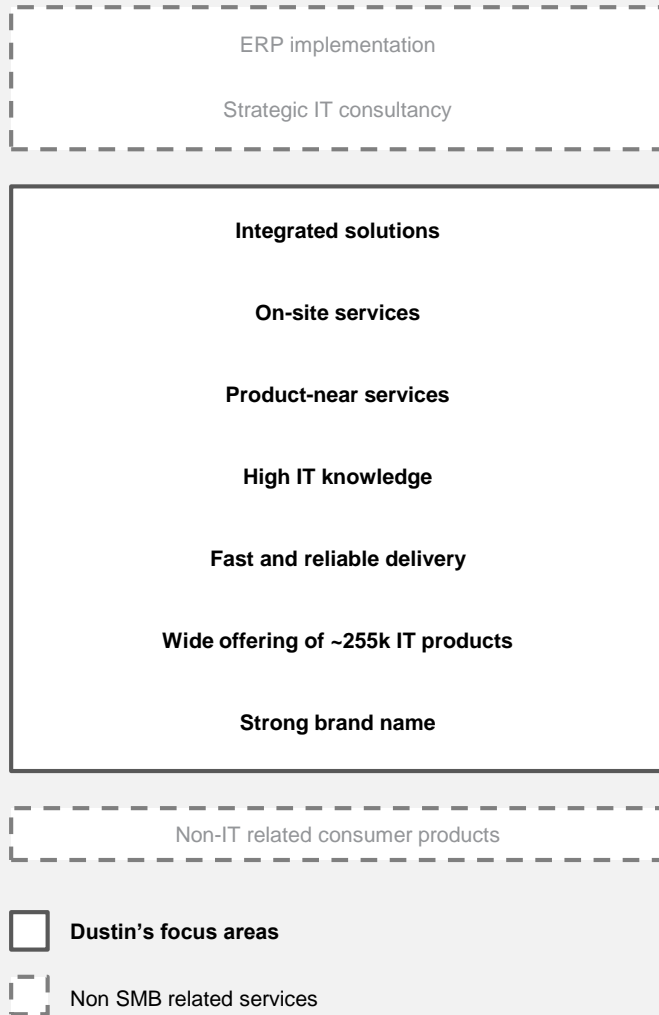 ERP implementation
Strategic IT consultancy
Integrated solutions
On-site services
Product-near services
High IT knowledge
Fast and reliable delivery
Wide offering of ~255k IT products
Strong brand name
Non-IT related consumer products
Dustin’s focus areas
Non SMB related services